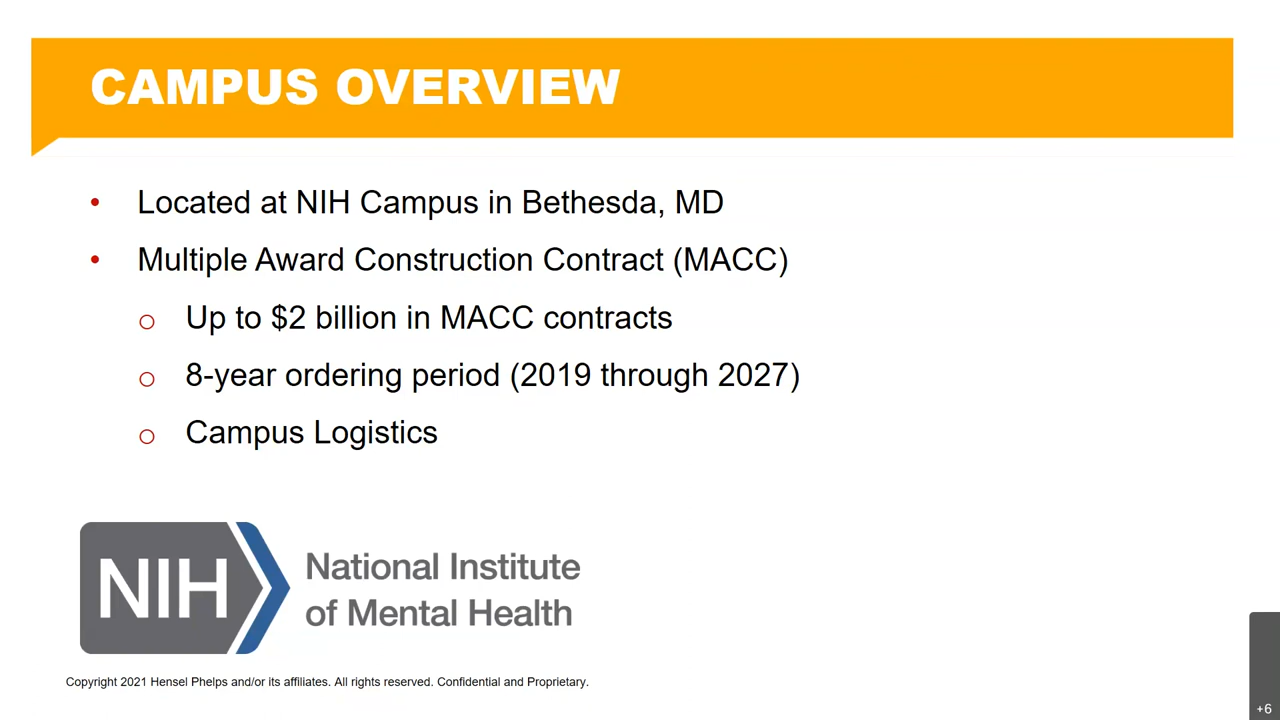 CAMPUS OVERVIEW
• Located at NIH Campus in Bethesda, MD
• Multiple Award Construction Contract (MACC)
o Up to $2 billion in MACC contracts
o 8-year ordering period (2019 through 2027)
o Campus Logistics
NIH
National Institute
of Mental Health
Copyright 2021 Hensel Phelps and/or its affiliates. All rights reserved. Confidential and Proprietary.
+6